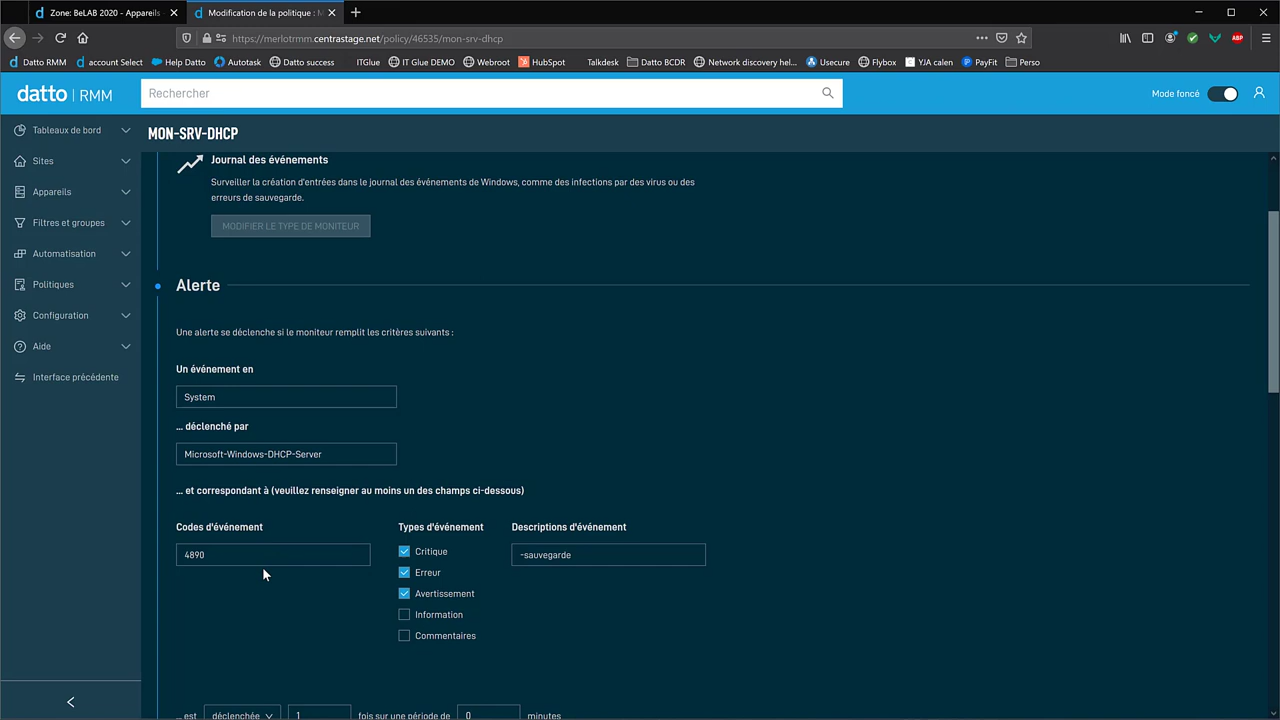 Zone: BeLAB 2020 - Appareils -
Modification de la politique : M
https://merlotrmm.centrastage.net/policy/46535/mon-srv-dhcp
Datto RMM
account Select
Help Datto
Autotask
Datto success
ITGlue
IT Glue DEMO
Webroot
HubSpot
Talkdesk
Datto BCDR
Network discovery hel...
Usecure
Flybox
YJA calen
PayFit
Perso
ABP
datto | RMM
Rechercher
Mode foncé
Tableaux de bord
Sites
Appareils
Filtres et groupes
Automatisation
Politiques
Configuration
Aide
Interface précédente
MON-SRV-DHCP
Journal des événements
Surveiller la création d'entrées dans le journal des événements de Windows, comme des infections par des virus ou des
erreurs de sauvegarde.
MODIFIER LE TYPE DE MONITEUR
Alerte
Une alerte se déclenche si le moniteur remplit les critères suivants :
Un événement en
System
... déclenché par
Microsoft-Windows-DHCP-Server
... et correspondant à (veuillez renseigner au moins un des champs ci-dessous)
Codes d'événement
4890
Types d'événement
Critique
Erreur
Avertissement
Information
Commentaires
Descriptions d'événement
-sauvegarde
... est déclenchée 1 fois sur une période de 0 minutes